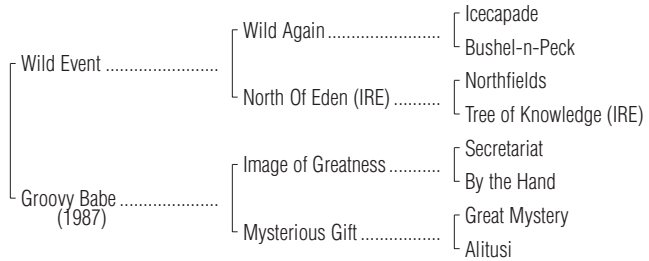 Icecapade
Wild Again........................
Bushel-n-Peck
Wild Event ........................
Northfields
North Of Eden (IRE) ..........
Tree of Knowledge (IRE)
Secretariat
Image of Greatness...........
By the Hand
Groovy Babe .....................
(1987)
Great Mystery
Mysterious Gift.................
Alitusi